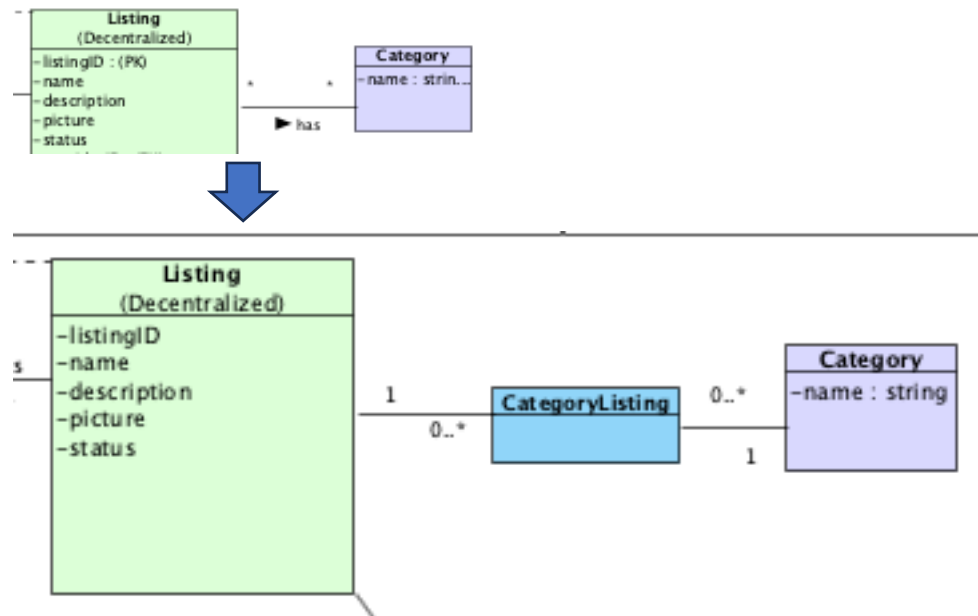 Listing
(Decentralized)
-listingID : (PK)
-name
-description
-picture
-status
* *
has
Category
-name : strin...
Listing
(Decentralized)
-listingID
-name
-description
-picture
-status
s
1
0..*
CategoryListing
0..*
1
Category
-name : string